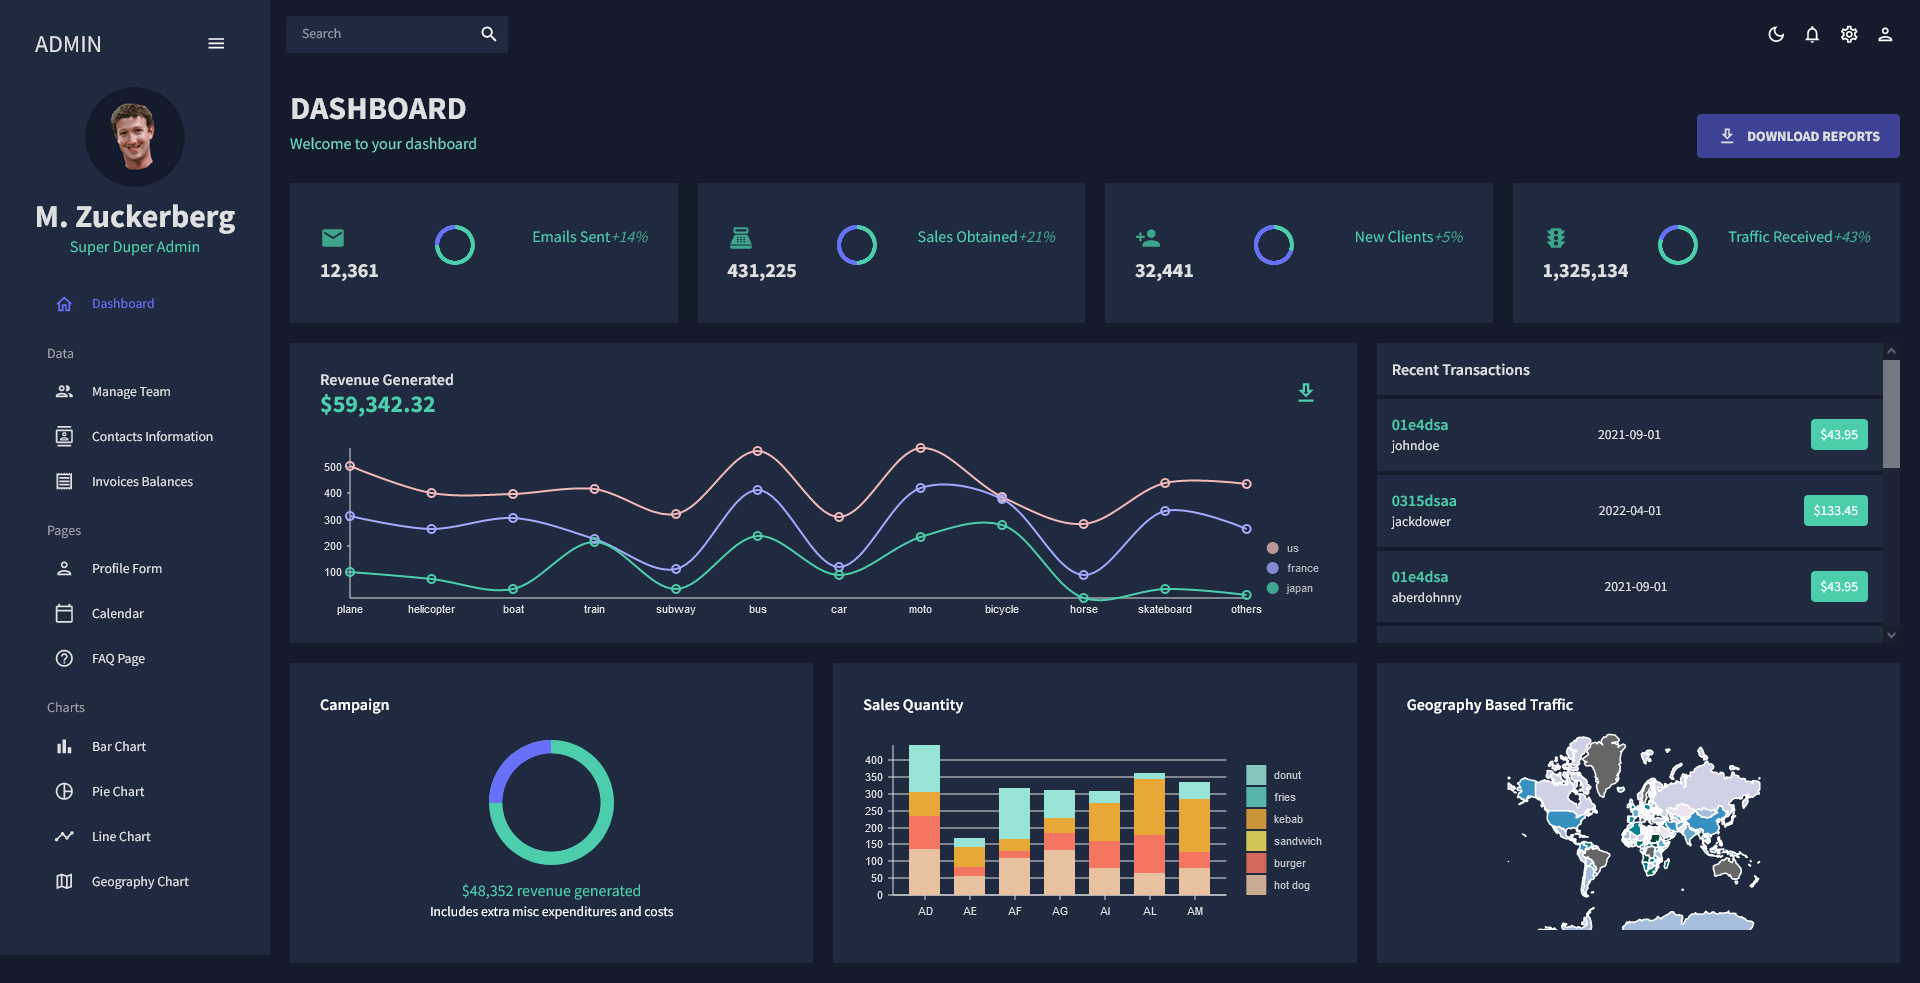 ADMIN
M. Zuckerberg
Super Duper Admin
Dashboard
Data
Manage Team
Contacts Information
Invoices Balances
Pages
Profile Form
Calendar
FAQ Page
Charts
Bar Chart
Pie Chart
Line Chart
Geography Chart
Search
DASHBOARD
Welcome to your dashboard
DOWNLOAD REPORTS
12,361
Emails Sent +14%
431,225
Sales Obtained +21%
32,441
New Clients +5%
1,325,134
Traffic Received +43%
Revenue Generated
$59,342.32
500
400
300
200
100
plane helicopter boat train subway bus car moto bicycle horse skateboard others
us
france
japan
Recent Transactions
01e4dsa
johndoe
2021-09-01
$43.95
0315dsaa
jackdower
2022-04-01
$133.45
01e4dsa
aberdohnny
2021-09-01
$43.95
Campaign
$48,352 revenue generated
Includes extra misc expenditures and costs
Sales Quantity
400
350
300
250
200
150
100
50
0
AD AE AF AG AI AL AM
donut
fries
kebab
sandwich
burger
hot dog
Geography Based Traffic